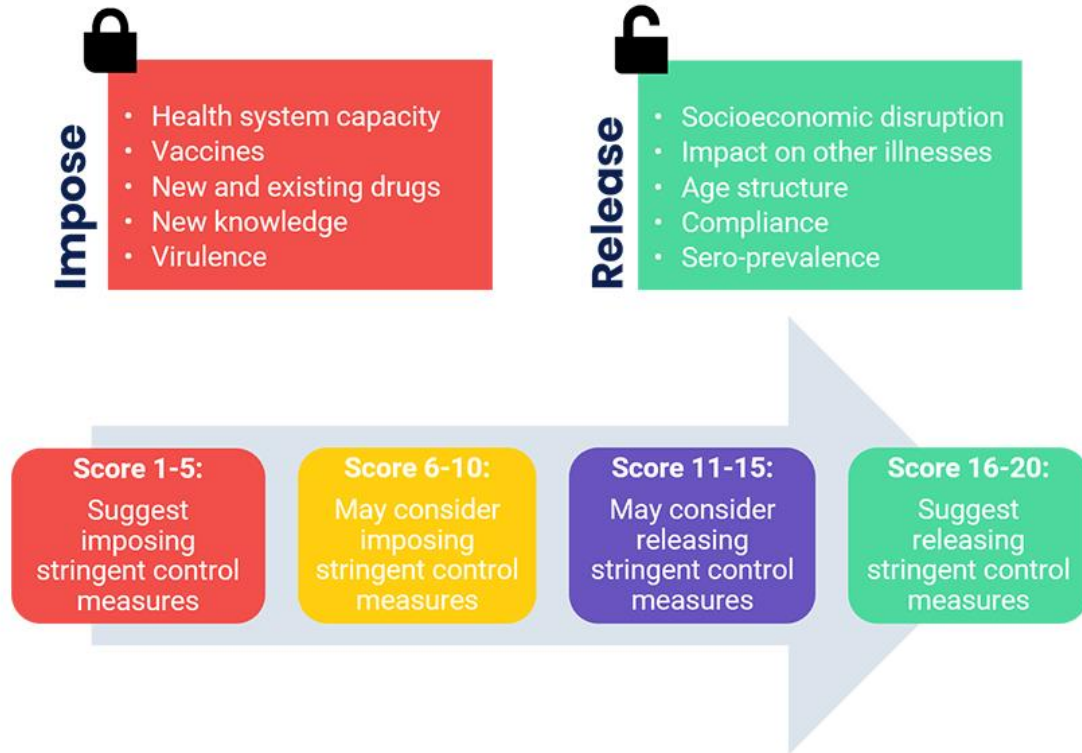 Impose
• Health system capacity
• Vaccines
• New and existing drugs
• New knowledge
• Virulence
Release
• Socioeconomic disruption
• Impact on other illnesses
• Age structure
• Compliance
• Sero-prevalence
Score 1-5:
Suggest
imposing
stringent control
measures
Score 6-10:
May consider
imposing
stringent control
measures
Score 11-15:
May consider
releasing
stringent control
measures
Score 16-20:
Suggest
releasing
stringent control
measures